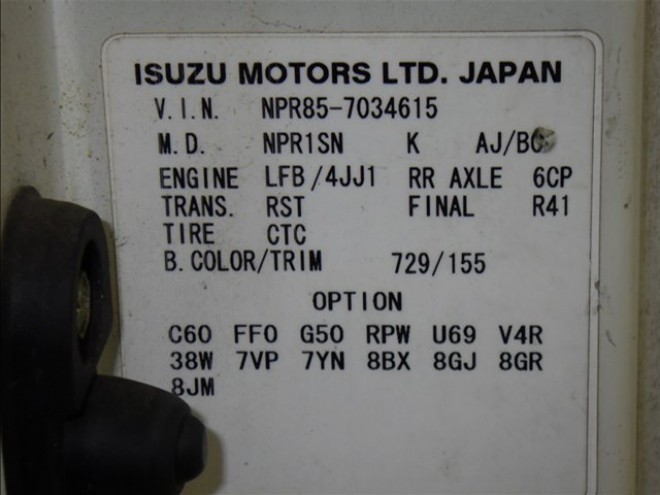 ISUZU MOTORS LTD. JAPAN
V.I.N. NPR85-7034615
M.D. NPR1SN K AJ/BC
ENGINE LFB/4JJ1 RR AXLE 6CP
TRANS. RST FINAL R41
TIRE CTC
B.COLOR/TRIM 729/155
OPTION
C60 FF0 G50 RPW U69 V4R
38W 7VP 7YN 8BX 8GJ 8GR
8JM